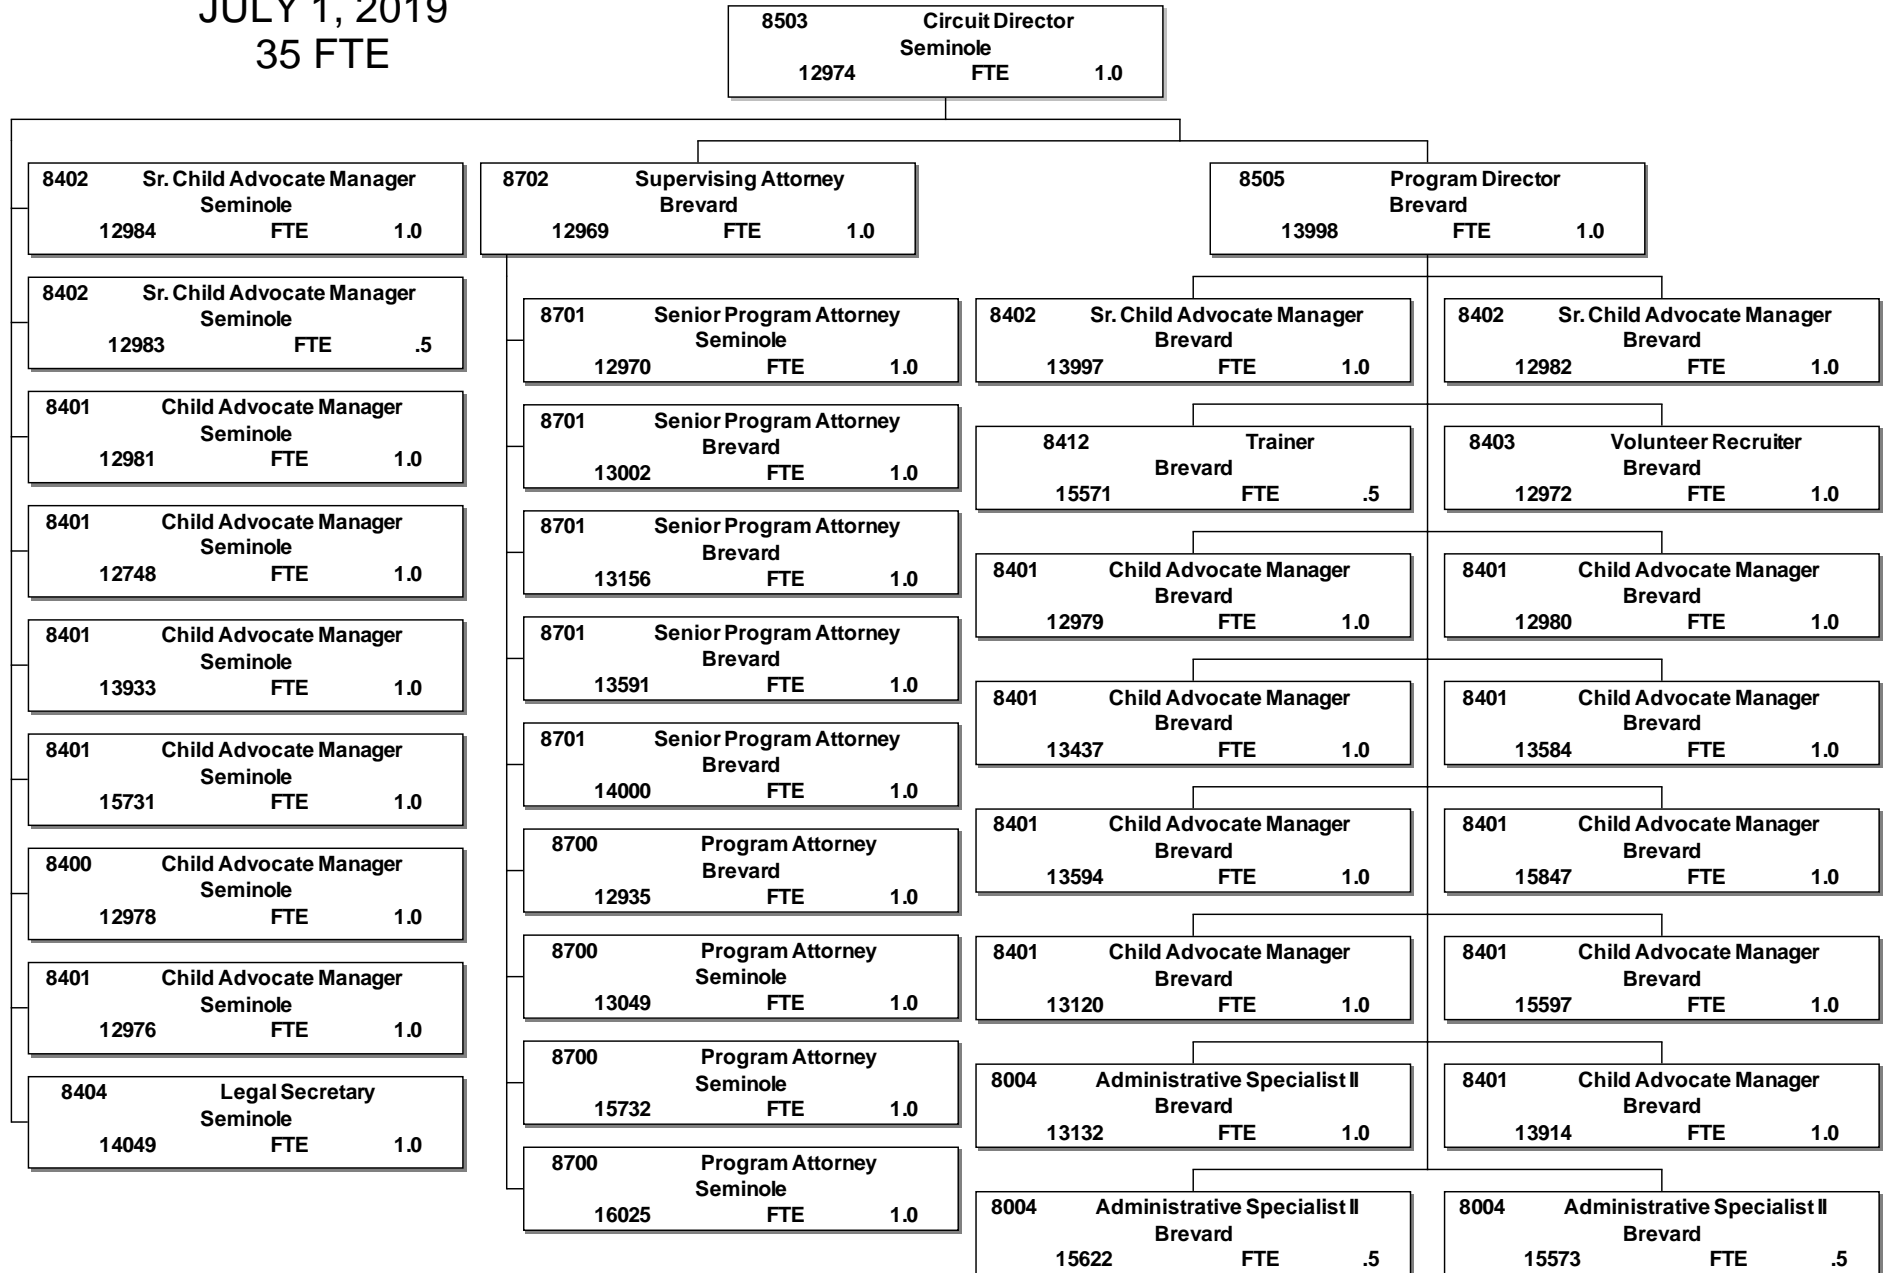 JULY 1, 2019
35 FTE
8503 Circuit Director
Seminole
12974 FTE 1.0
8402 Sr. Child Advocate Manager
Seminole
12984 FTE 1.0
8402 Sr. Child Advocate Manager
Seminole
12983 FTE .5
8401 Child Advocate Manager
Seminole
12981 FTE 1.0
8401 Child Advocate Manager
Seminole
12748 FTE 1.0
8401 Child Advocate Manager
Seminole
13933 FTE 1.0
8401 Child Advocate Manager
Seminole
15731 FTE 1.0
8400 Child Advocate Manager
Seminole
12978 FTE 1.0
8401 Child Advocate Manager
Seminole
12976 FTE 1.0
8404 Legal Secretary
Seminole
14049 FTE 1.0
8702 Supervising Attorney
Brevard
12969 FTE 1.0
8701 Senior Program Attorney
Seminole
12970 FTE 1.0
8701 Senior Program Attorney
Brevard
13002 FTE 1.0
8701 Senior Program Attorney
Brevard
13156 FTE 1.0
8701 Senior Program Attorney
Brevard
13591 FTE 1.0
8701 Senior Program Attorney
Brevard
14000 FTE 1.0
8700 Program Attorney
Brevard
12935 FTE 1.0
8700 Program Attorney
Seminole
13049 FTE 1.0
8700 Program Attorney
Seminole
15732 FTE 1.0
8700 Program Attorney
Seminole
16025 FTE 1.0
8505 Program Director
Brevard
13998 FTE 1.0
8402 Sr. Child Advocate Manager
Brevard
13997 FTE 1.0
8402 Sr. Child Advocate Manager
Brevard
12982 FTE 1.0
8412 Trainer
Brevard
15571 FTE .5
8403 Volunteer Recruiter
Brevard
12972 FTE 1.0
8401 Child Advocate Manager
Brevard
12979 FTE 1.0
8401 Child Advocate Manager
Brevard
12980 FTE 1.0
8401 Child Advocate Manager
Brevard
13437 FTE 1.0
8401 Child Advocate Manager
Brevard
13584 FTE 1.0
8401 Child Advocate Manager
Brevard
13594 FTE 1.0
8401 Child Advocate Manager
Brevard
15847 FTE 1.0
8401 Child Advocate Manager
Brevard
13120 FTE 1.0
8401 Child Advocate Manager
Brevard
15597 FTE 1.0
8004 Administrative Specialist II
Brevard
13132 FTE 1.0
8401 Child Advocate Manager
Brevard
13914 FTE 1.0
8004 Administrative Specialist II
Brevard
15622 FTE .5
8004 Administrative Specialist II
Brevard
15573 FTE .5